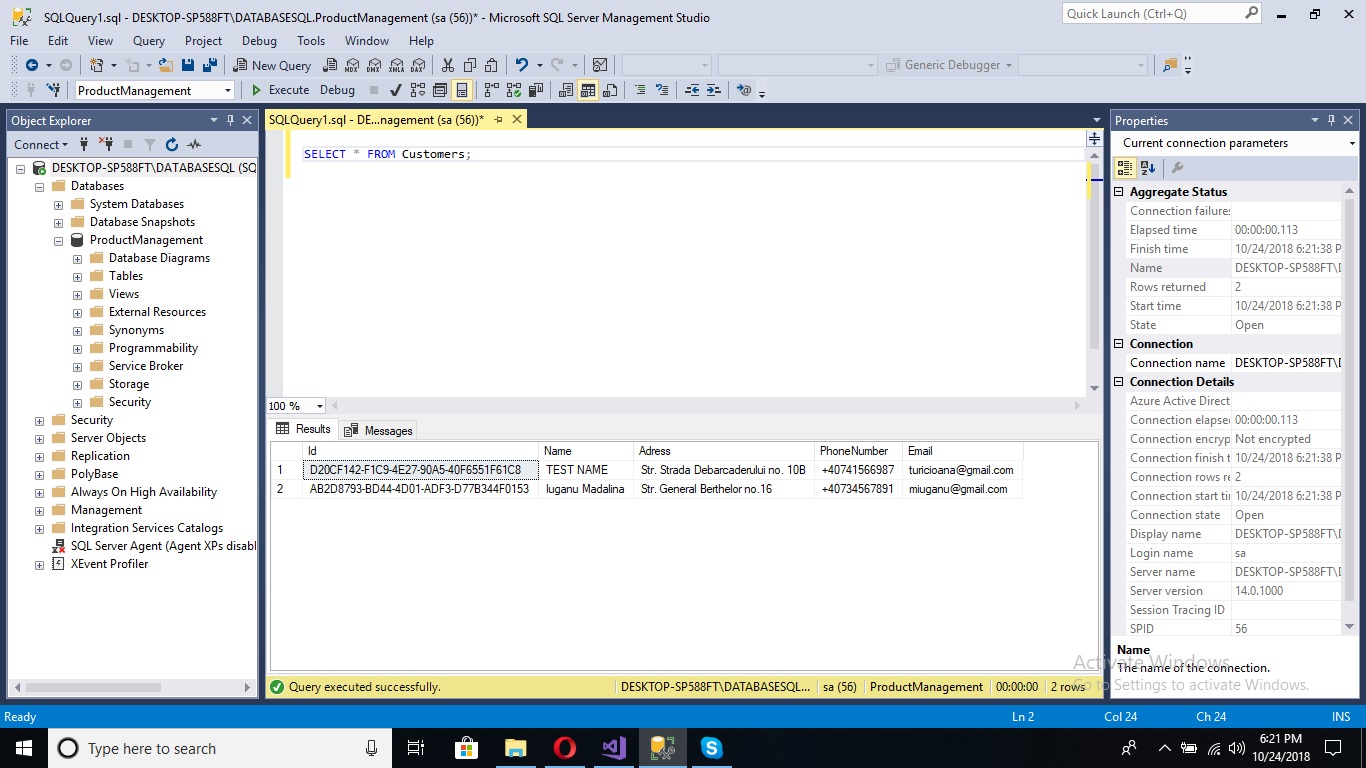 SQLQuery1.sql - DESKTOP-SP588FT\DATABASESQL.ProductManagement (sa (56))* - Microsoft SQL Server Management Studio
Quick Launch (Ctrl+Q)
File Edit View Query Project Debug Tools Window Help
New Query
MDX DMX XMLA DAX
Generic Debugger
ProductManagement
Execute Debug
Object Explorer
Connect
DESKTOP-SP588FT\DATABASESQL (SQ
Databases
System Databases
Database Snapshots
ProductManagement
Database Diagrams
Tables
Views
External Resources
Synonyms
Programmability
Service Broker
Storage
Security
Security
Server Objects
Replication
PolyBase
Always On High Availability
Management
Integration Services Catalogs
SQL Server Agent (Agent XPs disabl
XEvent Profiler
SQLQuery1.sql - DE...nagement (sa (56))*
SELECT * FROM Customers;
100 %
Results Messages
Id Name Adress PhoneNumber Email
1 D20CF142-F1C9-4E27-90A5-40F6551F61C8 TEST NAME Str. Strada Debarcaderului no. 10B +40741566987 turicioana@gmail.com
2 AB2D8793-BD44-4D01-ADF3-D77B344F0153 Iuganu Madalina Str. General Berthelor no.16 +40734567891 miuganu@gmail.com
Query executed successfully. DESKTOP-SP588FT\DATABASESQL... sa (56) ProductManagement 00:00:00 2 rows
Properties
Current connection parameters
Aggregate Status
Connection failures
Elapsed time 00:00:00.113
Finish time 10/24/2018 6:21:38 P
Name DESKTOP-SP588FT\D
Rows returned 2
Start time 10/24/2018 6:21:38 P
State Open
Connection
Connection name DESKTOP-SP588FT\D
Connection Details
Azure Active Direct
Connection elapse 00:00:00.113
Connection encryp Not encrypted
Connection finish t 10/24/2018 6:21:38 P
Connection rows re 2
Connection start ti 10/24/2018 6:21:38 P
Connection state Open
Display name DESKTOP-SP588FT\D
Login name sa
Server name DESKTOP-SP588FT\D
Server version 14.0.1000
Session Tracing ID
SPID 56
Name
The name of the connection.
Activate Windows
Go to Settings to activate Windows.
Ready Ln 2 Col 24 Ch 24 INS
Type here to search
6:21 PM
10/24/2018